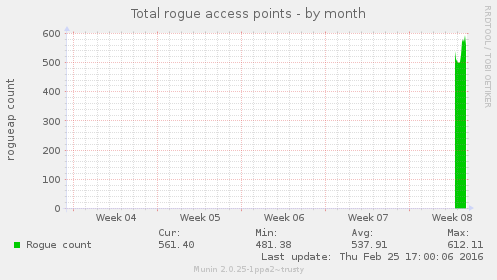 Total rogue access points - by month
RRDTOOL / TOBI OETIKER
rogueap count
600
500
400
300
200
100
0
Week 04 Week 05 Week 06 Week 07 Week 08
Cur: Min: Avg: Max:
Rogue count 561.40 481.38 537.91 612.11
Last update: Thu Feb 25 17:00:06 2016
Munin 2.0.25-1ppa2~trusty